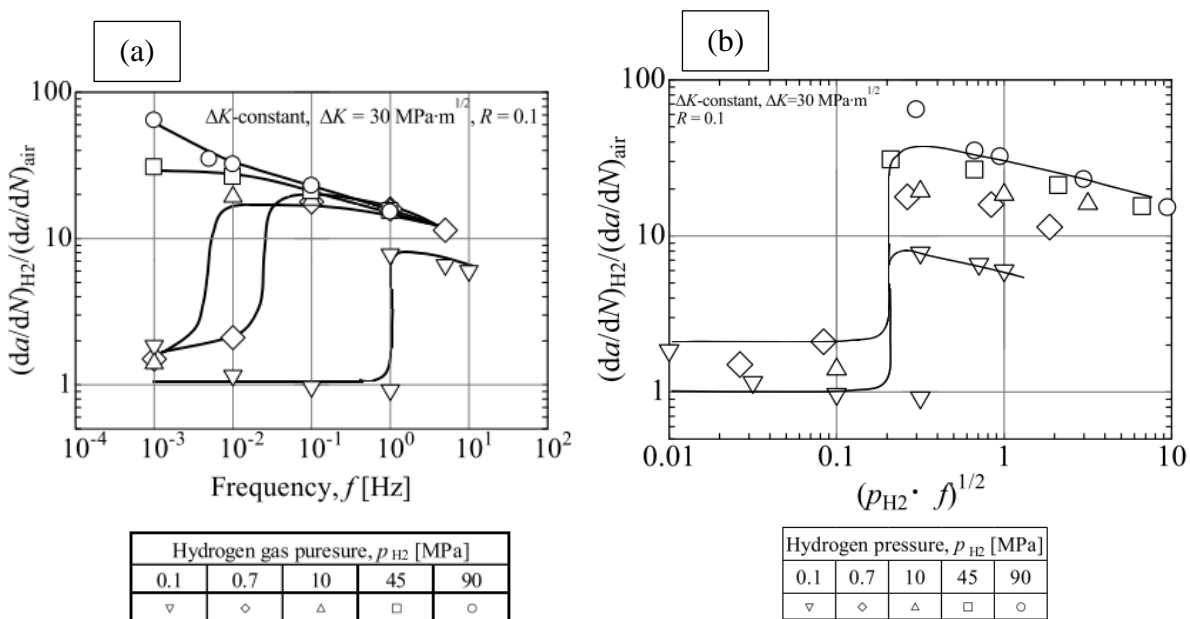 (a)
100
10
1
(da/dN)H2/(da/dN)air
ΔK-constant, ΔK = 30 MPa·m1/2, R = 0.1
10-4 10-3 10-2 10-1 100 101 102
Frequency, f [Hz]
Hydrogen gas puresure, p H2 [MPa]
0.1 0.7 10 45 90
▽ ◇ △ □ ○
(b)
100
10
1
(da/dN)H2/(da/dN)air
ΔK-constant, ΔK=30 MPa·m1/2
R = 0.1
0.01 0.1 1 10
(pH2· f)1/2
Hydrogen pressure, p H2 [MPa]
0.1 0.7 10 45 90
▽ ◇ △ □ ○